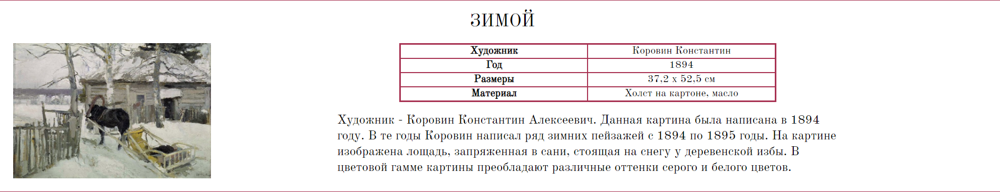 ЗИМОЙ
Художник Коровин Константин
Год 1894
Размеры 37,2 х 52,5 см
Материал Холст на картоне, масло
Художник - Коровин Константин Алексеевич. Данная картина была написана в 1894
году. В те годы Коровин написал ряд зимних пейзажей с 1894 по 1895 годы. На картине
изображена лощадь, запряженная в сани, стоящая на снегу у деревенской избы. В
цветовой гамме картины преобладают различные оттенки серого и белого цветов.